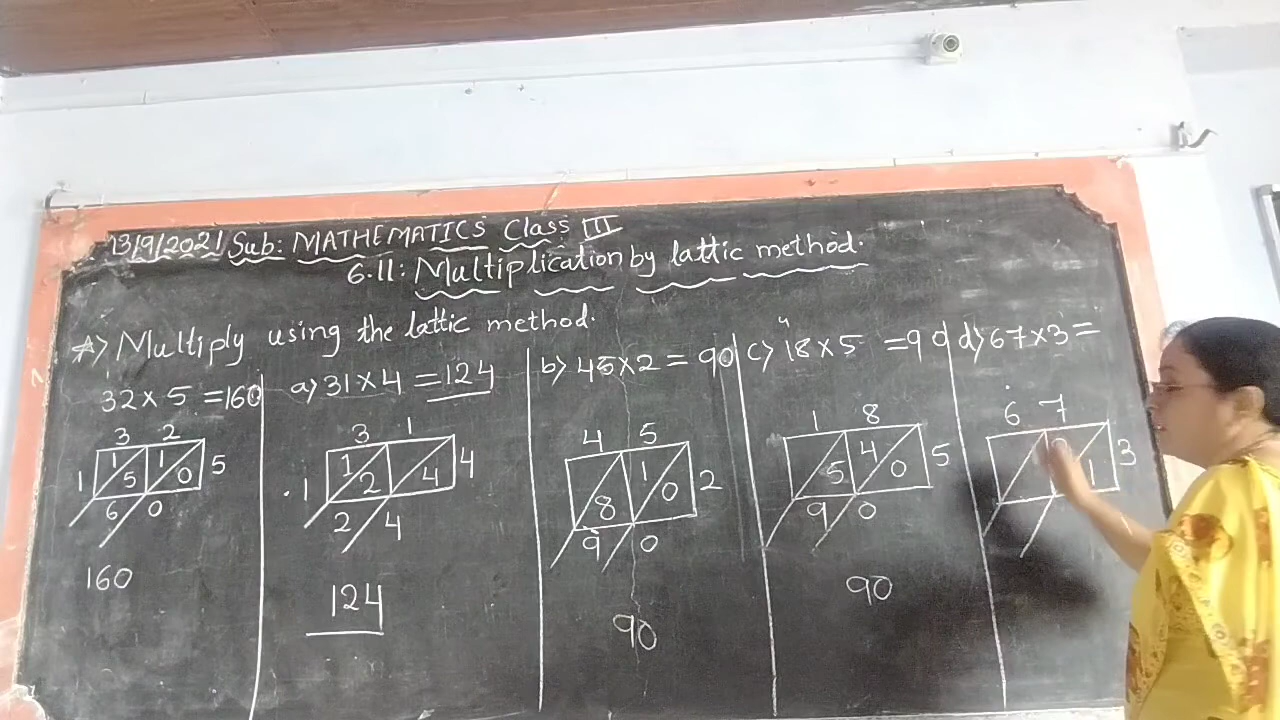 13/9/2021 Sub: MATHEMATICS Class III
6.11: Multiplication by lattic method.
A) Multiply using the lattic method.
32 x 5 = 160
3 2
1 1 5 1 0 5
6 0
160
a) 31 x 4 = 124
3 1
1 1 2 4 4
2 4
124
b) 45 x 2 = 90
4 5
8 1 0 2
9 0
90
c) 18 x 5 = 90
4
1 8
5 4 0 5
9 0
90
d) 67 x 3 =
6 7
1 3